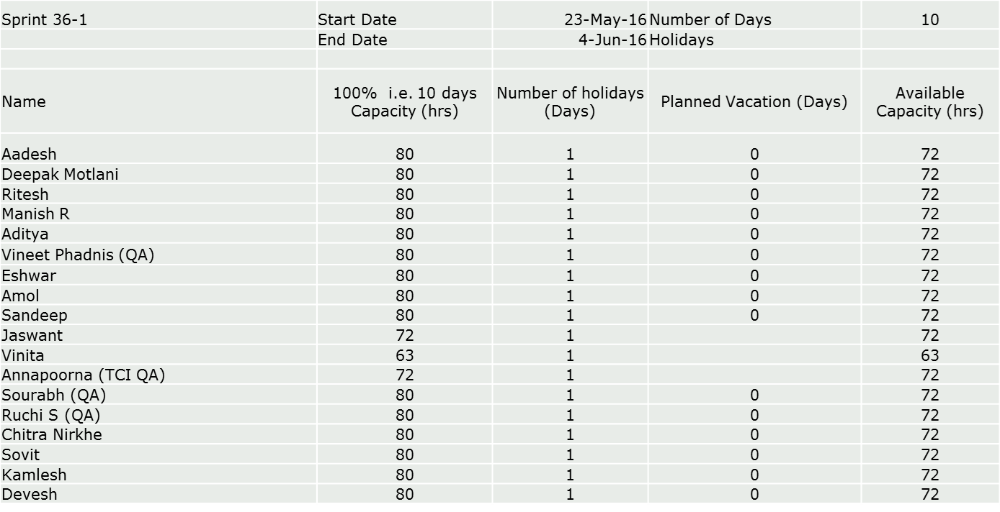 Sprint 36-1 Start Date 23-May-16 Number of Days 10
End Date 4-Jun-16 Holidays
Name 100% i.e. 10 days Capacity (hrs) Number of holidays (Days) Planned Vacation (Days) Available Capacity (hrs)
Aadesh 80 1 0 72
Deepak Motlani 80 1 0 72
Ritesh 80 1 0 72
Manish R 80 1 0 72
Aditya 80 1 0 72
Vineet Phadnis (QA) 80 1 0 72
Eshwar 80 1 0 72
Amol 80 1 0 72
Sandeep 80 1 0 72
Jaswant 72 1 72
Vinita 63 1 63
Annapoorna (TCI QA) 72 1 72
Sourabh (QA) 80 1 0 72
Ruchi S (QA) 80 1 0 72
Chitra Nirkhe 80 1 0 72
Sovit 80 1 0 72
Kamlesh 80 1 0 72
Devesh 80 1 0 72